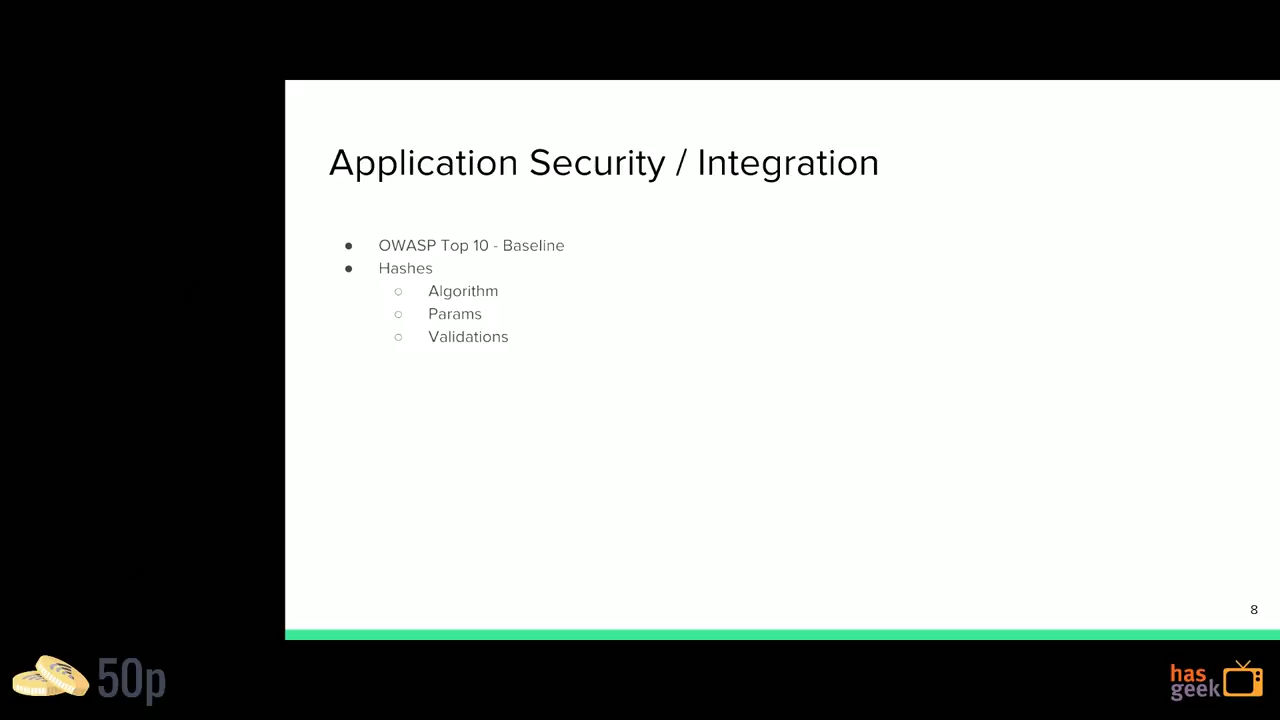 Application Security / Integration
● OWASP Top 10 - Baseline
● Hashes
○ Algorithm
○ Params
○ Validations
8
50p
has
geek